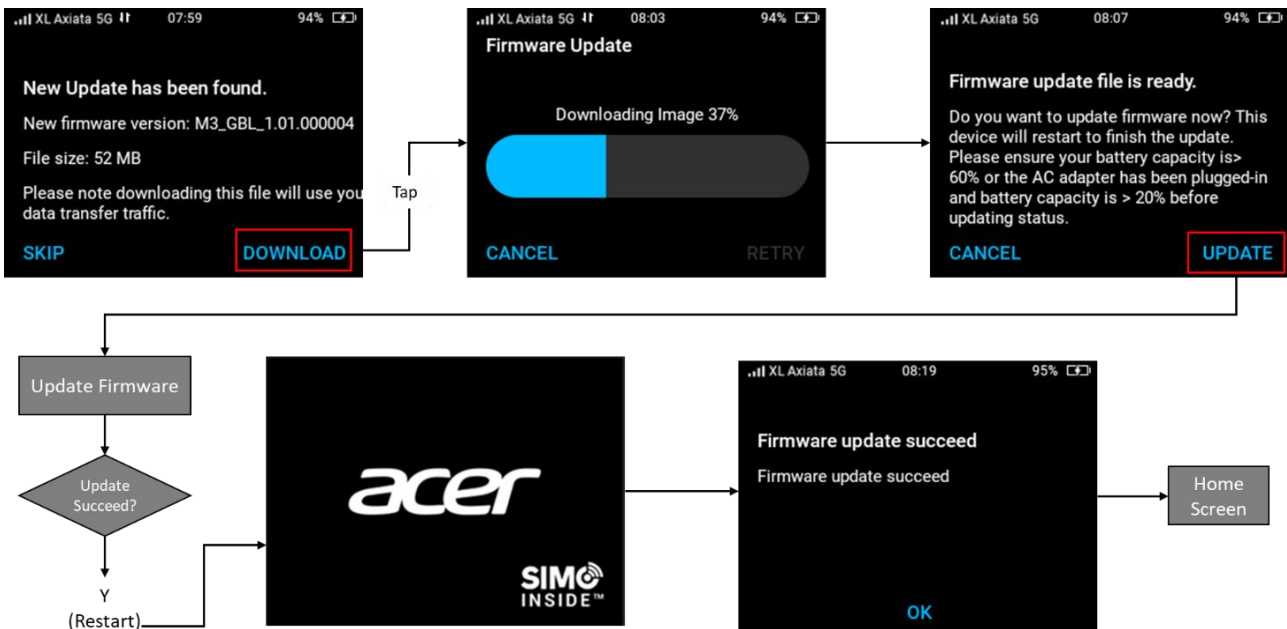 XL Axiata 5G 07:59 94%
New Update has been found.
New firmware version: M3_GBL_1.01.000004
File size: 52 MB
Please note downloading this file will use you
data transfer traffic.
SKIP DOWNLOAD
Tap
XL Axiata 5G 08:03 94%
Firmware Update
Downloading Image 37%
CANCEL RETRY
XL Axiata 5G 08:07 94%
Firmware update file is ready.
Do you want to update firmware now? This
device will restart to finish the update.
Please ensure your battery capacity is>
60% or the AC adapter has been plugged-in
and battery capacity is > 20% before
updating status.
CANCEL UPDATE
Update Firmware
Update
Succeed?
Y
(Restart)
acer
SIMO
INSIDE™
XL Axiata 5G 08:19 95%
Firmware update succeed
Firmware update succeed
OK
Home
Screen